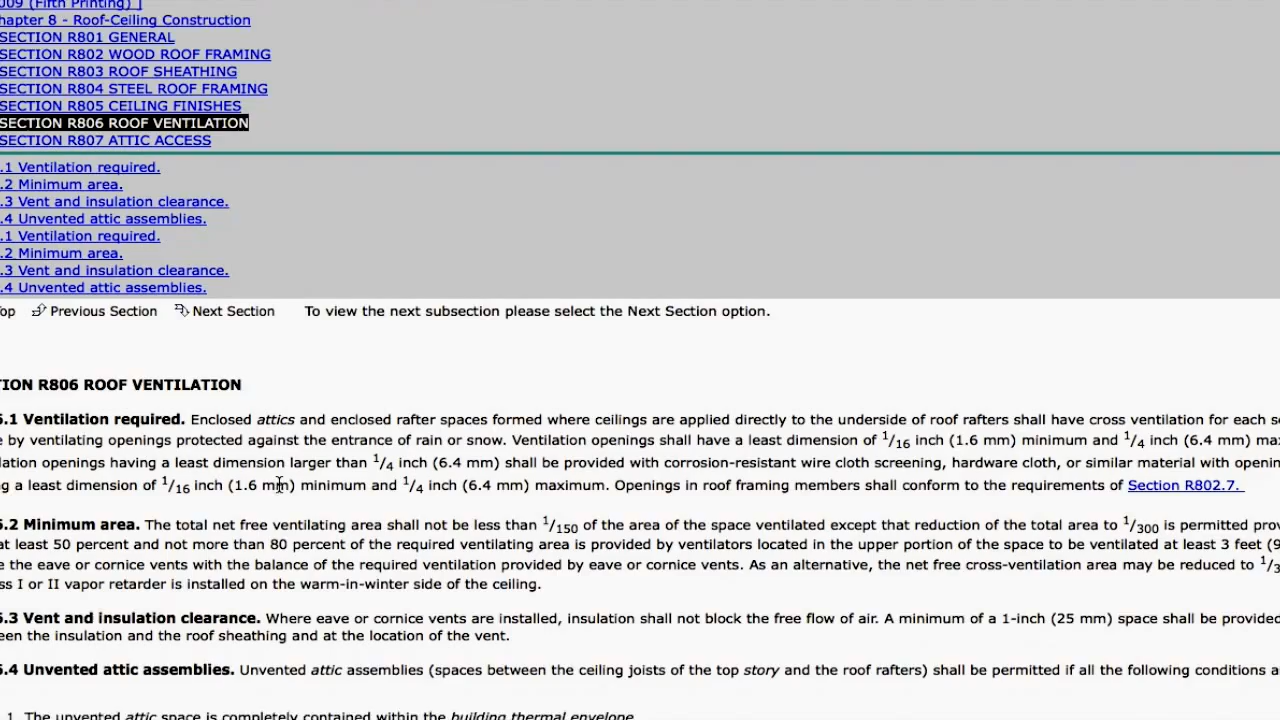 009 (Fifth Printing) ]
hapter 8 - Roof-Ceiling Construction
SECTION R801 GENERAL
SECTION R802 WOOD ROOF FRAMING
SECTION R803 ROOF SHEATHING
SECTION R804 STEEL ROOF FRAMING
SECTION R805 CEILING FINISHES
SECTION R806 ROOF VENTILATION
SECTION R807 ATTIC ACCESS
.1 Ventilation required.
.2 Minimum area.
.3 Vent and insulation clearance.
.4 Unvented attic assemblies.
.1 Ventilation required.
.2 Minimum area.
.3 Vent and insulation clearance.
.4 Unvented attic assemblies.
op Previous Section Next Section To view the next subsection please select the Next Section option.
TION R806 ROOF VENTILATION
6.1 Ventilation required. Enclosed attics and enclosed rafter spaces formed where ceilings are applied directly to the underside of roof rafters shall have cross ventilation for each s
e by ventilating openings protected against the entrance of rain or snow. Ventilation openings shall have a least dimension of 1/16 inch (1.6 mm) minimum and 1/4 inch (6.4 mm) ma
lation openings having a least dimension larger than 1/4 inch (6.4 mm) shall be provided with corrosion-resistant wire cloth screening, hardware cloth, or similar material with openin
g a least dimension of 1/16 inch (1.6 mm) minimum and 1/4 inch (6.4 mm) maximum. Openings in roof framing members shall conform to the requirements of Section R802.7.
6.2 Minimum area. The total net free ventilating area shall not be less than 1/150 of the area of the space ventilated except that reduction of the total area to 1/300 is permitted prov
at least 50 percent and not more than 80 percent of the required ventilating area is provided by ventilators located in the upper portion of the space to be ventilated at least 3 feet (9
e the eave or cornice vents with the balance of the required ventilation provided by eave or cornice vents. As an alternative, the net free cross-ventilation area may be reduced to 1/3
ss I or II vapor retarder is installed on the warm-in-winter side of the ceiling.
6.3 Vent and insulation clearance. Where eave or cornice vents are installed, insulation shall not block the free flow of air. A minimum of a 1-inch (25 mm) space shall be provided
een the insulation and the roof sheathing and at the location of the vent.
6.4 Unvented attic assemblies. Unvented attic assemblies (spaces between the ceiling joists of the top story and the roof rafters) shall be permitted if all the following conditions a
1. The unvented attic space is completely contained within the building thermal envelope.